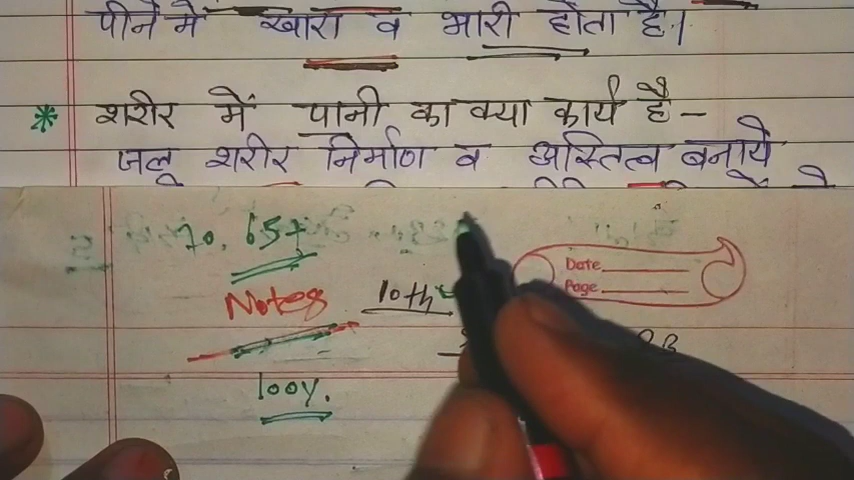 पीने में खारा व भारी होता है।
* शरीर में पानी का क्या कार्य है -
जल शरीर निर्माण व अस्तित्व बनाये
70. 65+
Notes
10th
Date
Page
100%.